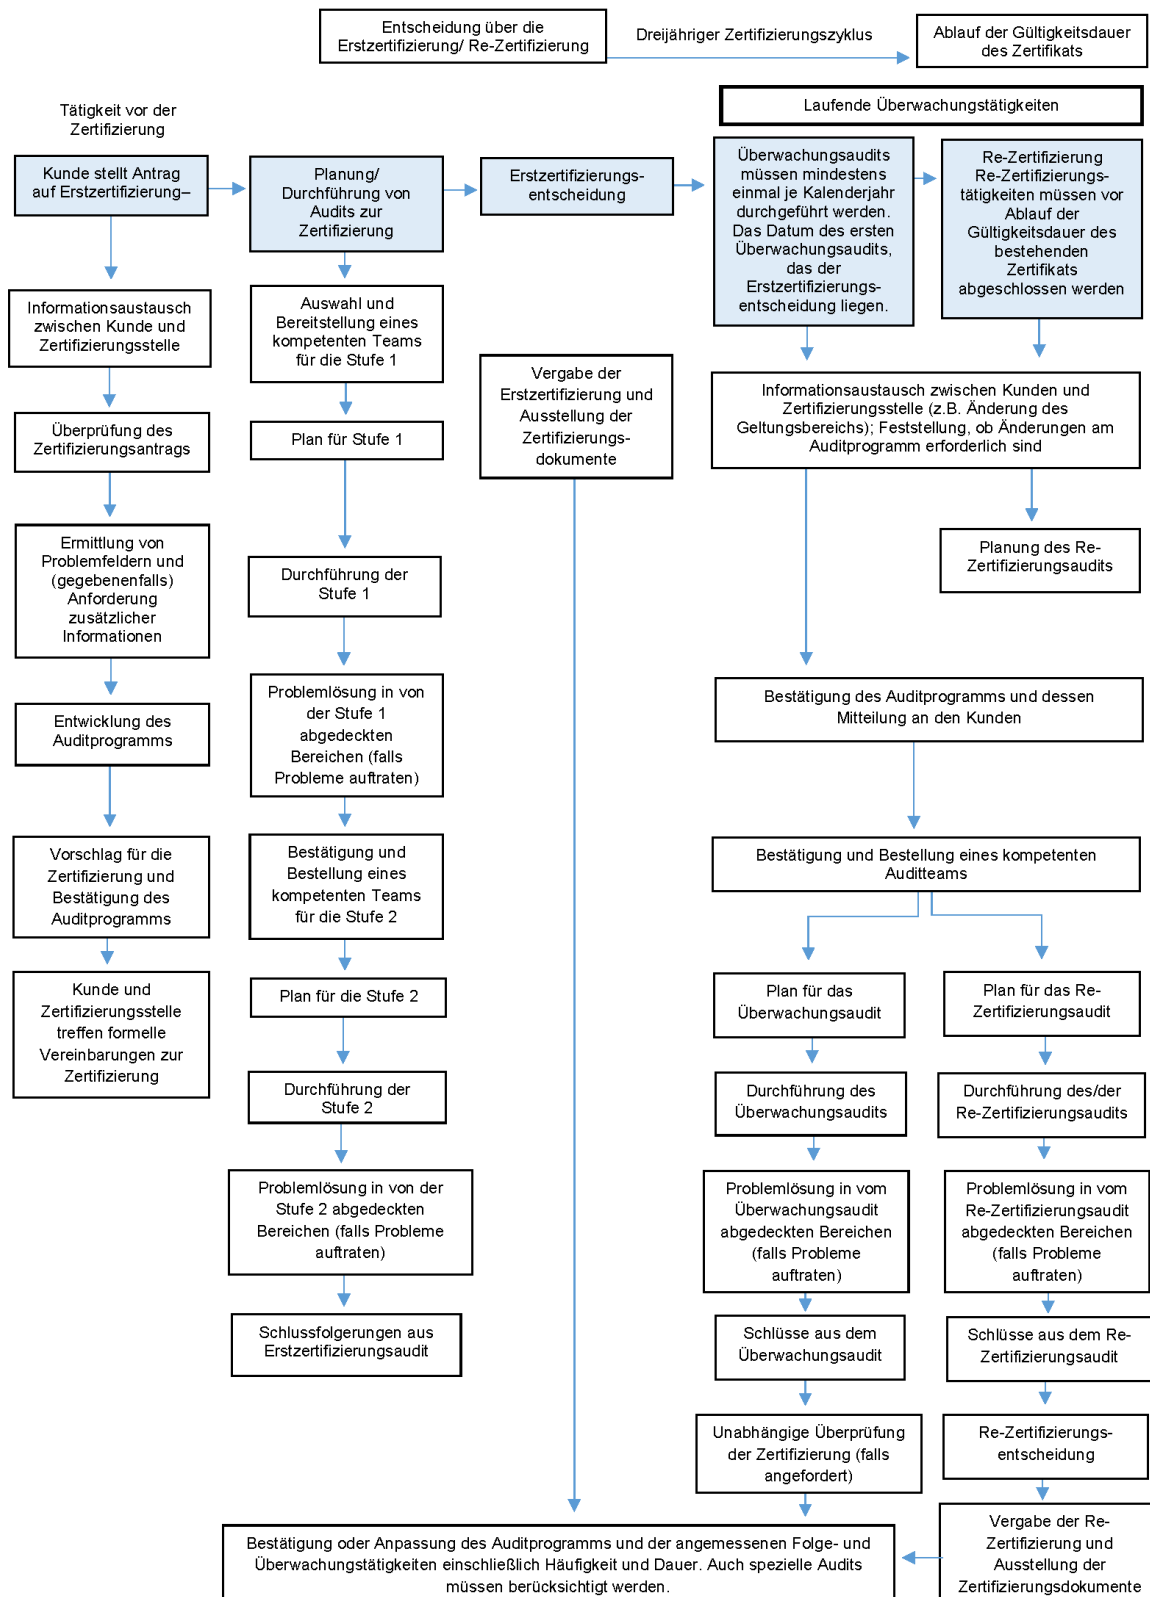 Entscheidung über die
Erstzertifizierung/ Re-Zertifizierung
Dreijähriger Zertifizierungszyklus
Ablauf der Gültigkeitsdauer
des Zertifikats
Laufende Überwachungstätigkeiten
Tätigkeit vor der
Zertifizierung
Kunde stellt Antrag
auf Erstzertifizierung–
Planung/
Durchführung von
Audits zur
Zertifizierung
Erstzertifizierungs-
entscheidung
Überwachungsaudits
müssen mindestens
einmal je Kalenderjahr
durchgeführt werden.
Das Datum des ersten
Überwachungsaudits,
das der
Erstzertifizierungs-
entscheidung liegen.
Re-Zertifizierung
Re-Zertifizierungs-
tätigkeiten müssen vor
Ablauf der
Gültigkeitsdauer des
bestehenden
Zertifikats
abgeschlossen werden
Informationsaustausch
zwischen Kunde und
Zertifizierungsstelle
Überprüfung des
Zertifizierungsantrags
Ermittlung von
Problemfeldern und
(gegebenenfalls)
Anforderung
zusätzlicher
Informationen
Entwicklung des
Auditprogramms
Vorschlag für die
Zertifizierung und
Bestätigung des
Auditprogramms
Kunde und
Zertifizierungsstelle
treffen formelle
Vereinbarungen zur
Zertifizierung
Auswahl und
Bereitstellung eines
kompetenten Teams
für die Stufe 1
Plan für Stufe 1
Durchführung der
Stufe 1
Problemlösung in von
der Stufe 1
abgedeckten
Bereichen (falls
Probleme auftraten)
Bestätigung und
Bestellung eines
kompetenten Teams
für die Stufe 2
Plan für die Stufe 2
Durchführung der
Stufe 2
Problemlösung in von der
Stufe 2 abgedeckten
Bereichen (falls Probleme
auftraten)
Schlussfolgerungen aus
Erstzertifizierungsaudit
Vergabe der
Erstzertifizierung und
Ausstellung der
Zertifizierungs-
dokumente
Informationsaustausch zwischen Kunden und
Zertifizierungsstelle (z.B. Änderung des
Geltungsbereichs); Feststellung, ob Änderungen am
Auditprogramm erforderlich sind
Planung des Re-
Zertifizierungsaudits
Bestätigung des Auditprogramms und dessen
Mitteilung an den Kunden
Bestätigung und Bestellung eines kompetenten
Auditteams
Plan für das
Überwachungsaudit
Durchführung des
Überwachungsaudits
Problemlösung in vom
Überwachungsaudit
abgedeckten Bereichen
(falls Probleme
auftraten)
Schlüsse aus dem
Überwachungsaudit
Unabhängige Überprüfung
der Zertifizierung (falls
angefordert)
Plan für das Re-
Zertifizierungsaudit
Durchführung des/der
Re-Zertifizierungsaudits
Problemlösung in vom
Re-Zertifizierungsaudit
abgedeckten Bereichen
(falls Probleme
auftraten)
Schlüsse aus dem Re-
Zertifizierungsaudit
Re-Zertifizierungs-
entscheidung
Vergabe der Re-
Zertifizierung und
Ausstellung der
Zertifizierungsdokumente
Bestätigung oder Anpassung des Auditprogramms und der angemessenen Folge- und
Überwachungstätigkeiten einschließlich Häufigkeit und Dauer. Auch spezielle Audits
müssen berücksichtigt werden.